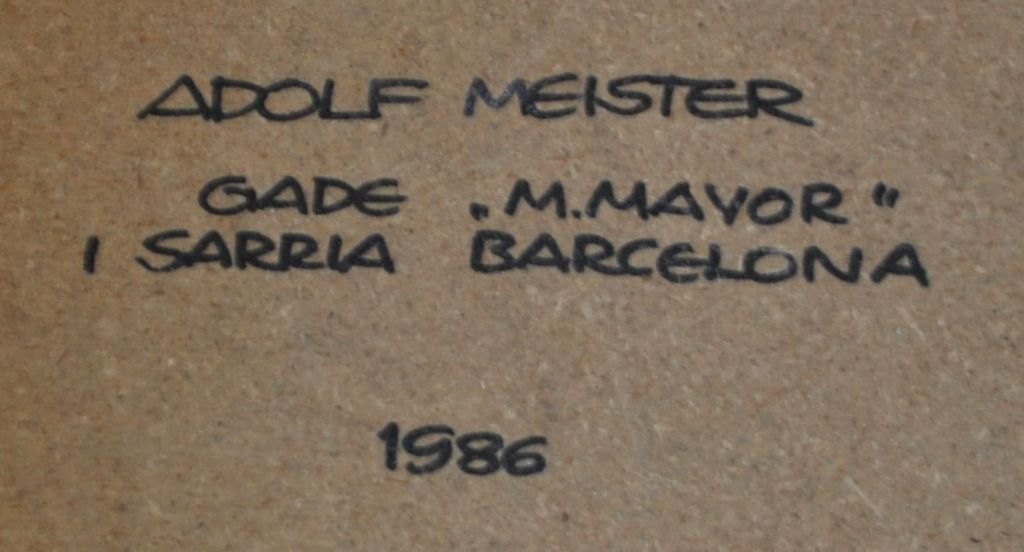 ADOLF MEISTER
GADE „M.MAYOR"
I SARRIA BARCELONA
1986